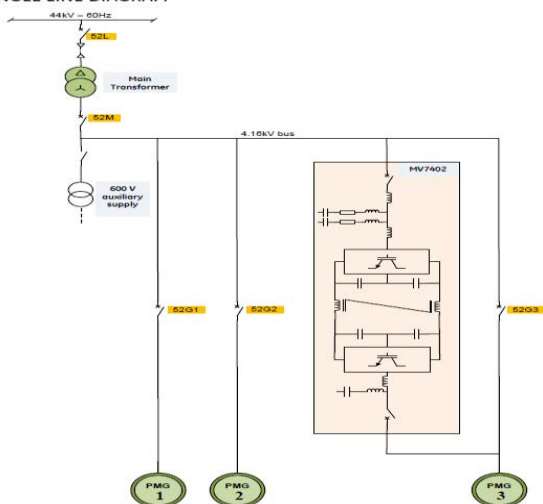 44kV – 60Hz
52L
Main
Transformer
52M
4.16kV bus
600 V
auxiliary
supply
MV7402
52G1
52G2
52G3
PMG
1
PMG
2
PMG
3